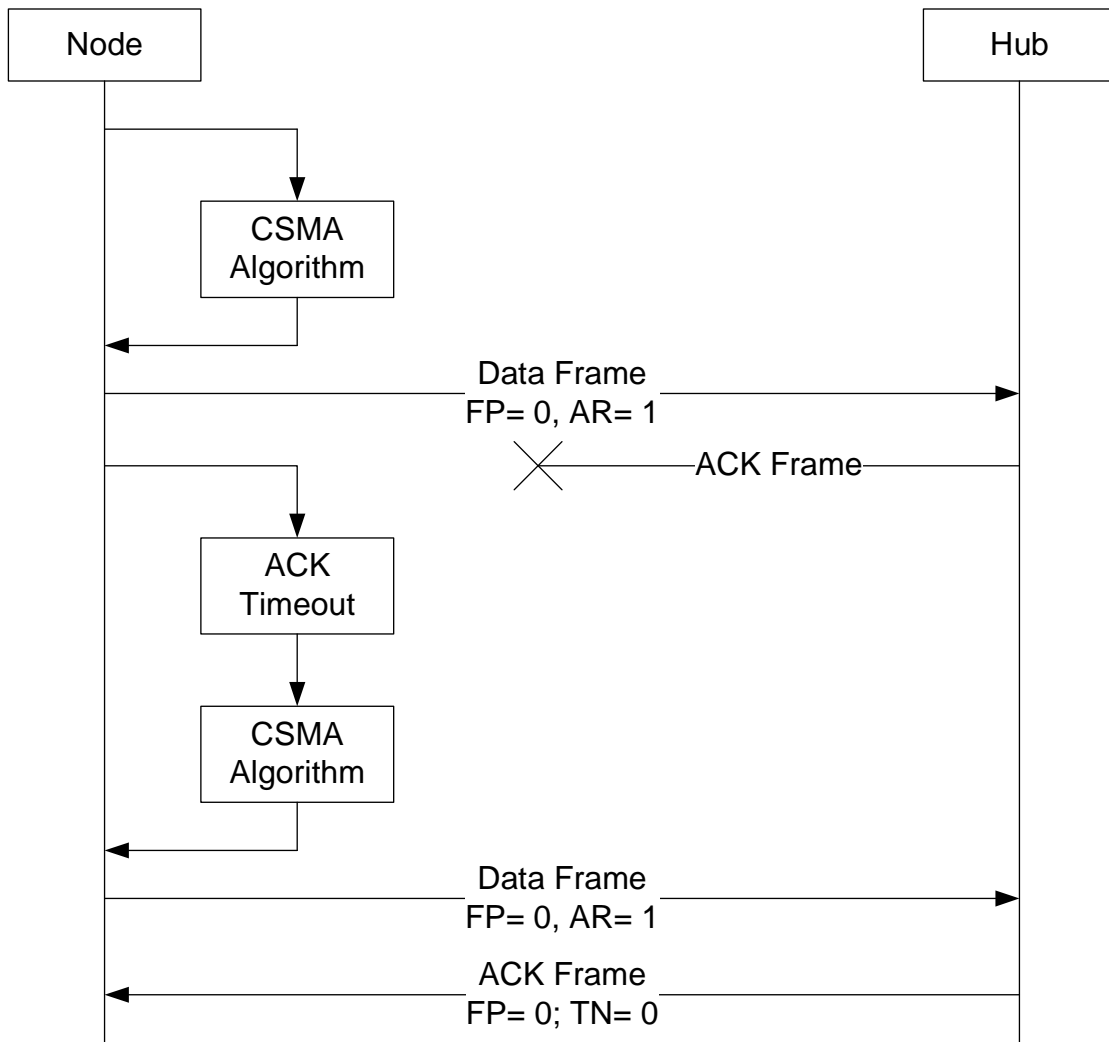 Node
Hub
CSMA
Algorithm
Data Frame
FP= 0, AR= 1
ACK Frame
ACK
Timeout
CSMA
Algorithm
Data Frame
FP= 0, AR= 1
ACK Frame
FP= 0; TN= 0